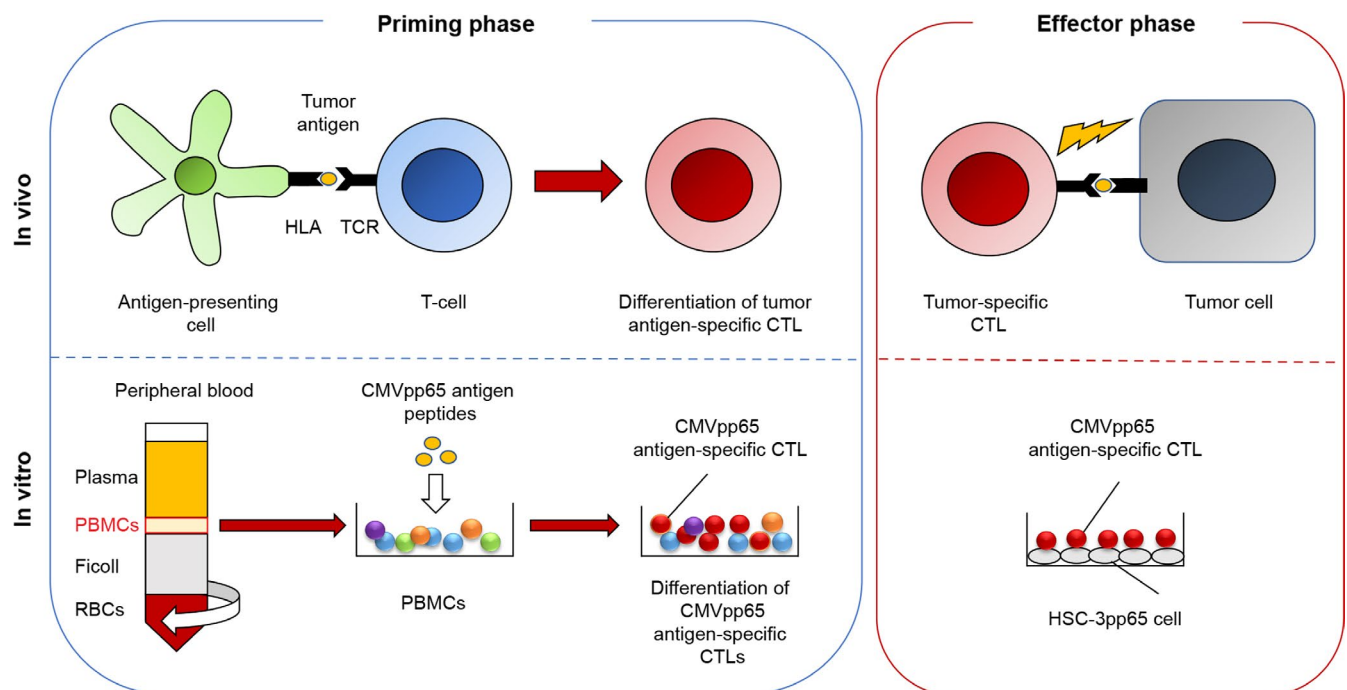 Priming phase
Effector phase
In vivo
Tumor
antigen
HLA
TCR
Antigen-presenting
cell
T-cell
Differentiation of tumor
antigen-specific CTL
Tumor-specific
CTL
Tumor cell
In vitro
Peripheral blood
Plasma
PBMCs
Ficoll
RBCs
CMVpp65 antigen
peptides
PBMCs
CMVpp65
antigen-specific CTL
Differentiation of
CMVpp65
antigen-specific
CTLs
CMVpp65
antigen-specific CTL
HSC-3pp65 cell